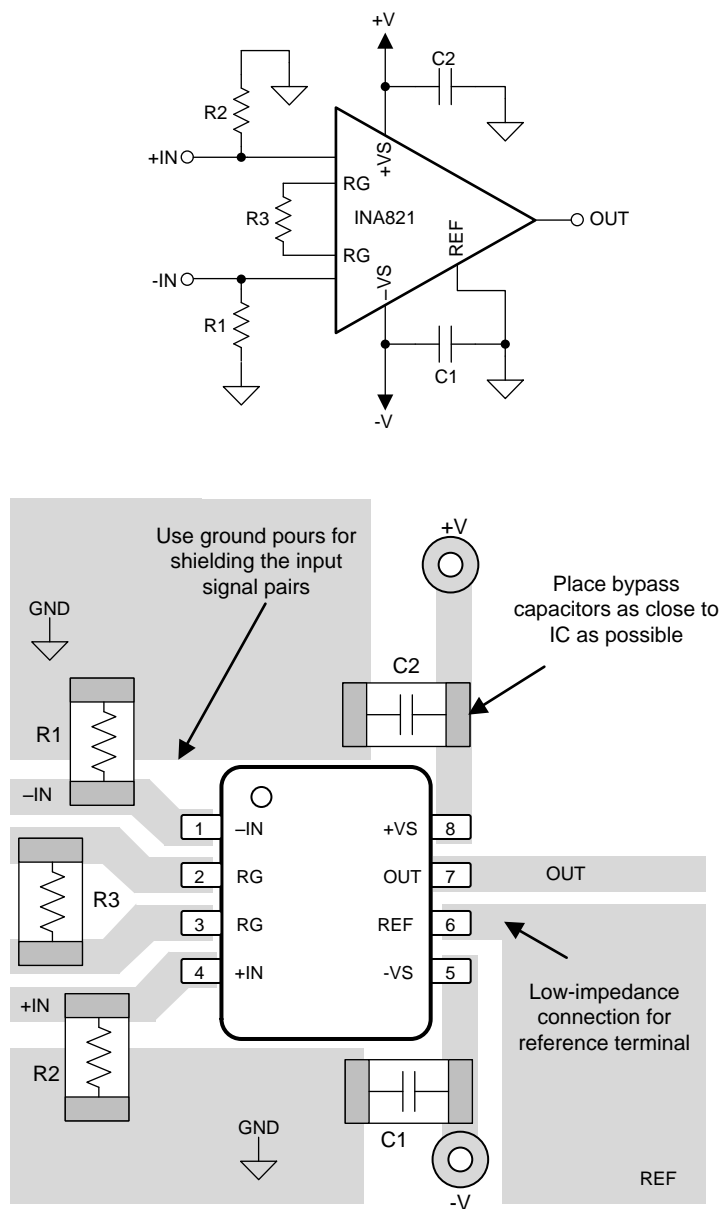 +V
C2
R2
+IN
+VS
RG
R3
INA821
OUT
REF
RG
-IN
–VS
R1
C1
-V
+V
Use ground pours for
shielding the input
signal pairs
Place bypass
capacitors as close to
IC as possible
GND
C2
R1
–IN
1
–IN
+VS
8
2
RG
OUT
7
OUT
R3
3
RG
REF
6
4
+IN
-VS
5
+IN
Low-impedance
connection for
reference terminal
R2
C1
GND
REF
-V